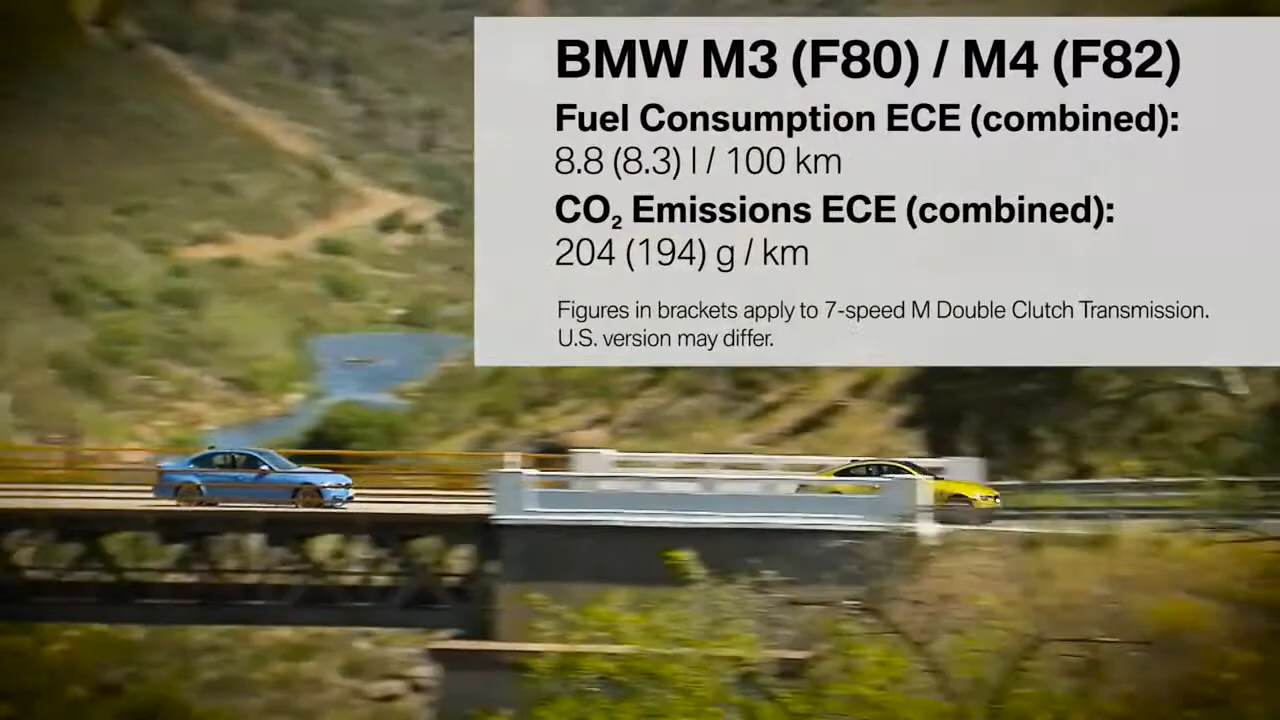 BMW M3 (F80) / M4 (F82)
Fuel Consumption ECE (combined):
8.8 (8.3) l / 100 km
CO₂ Emissions ECE (combined):
204 (194) g / km
Figures in brackets apply to 7-speed M Double Clutch Transmission.
U.S. version may differ.